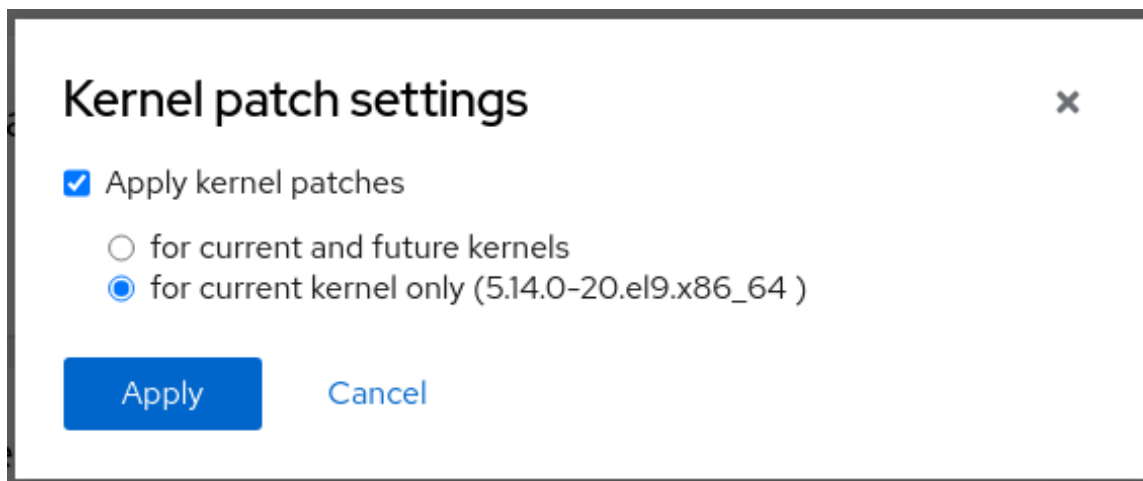 Kernel patch settings
Apply kernel patches
for current and future kernels
for current kernel only (5.14.0-20.el9.x86_64 )
Apply Cancel